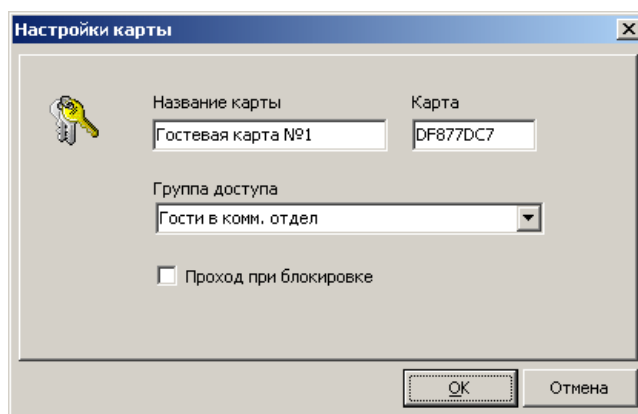 Настройки карты
Название карты Карта
Гостевая карта №1 DF877DC7
Группа доступа
Гости в комм. отдел
Проход при блокировке
OK Отмена